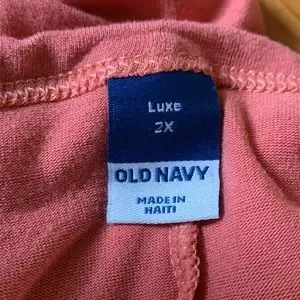 Luxe
2X
OLD NAVY
MADE IN
HAITI